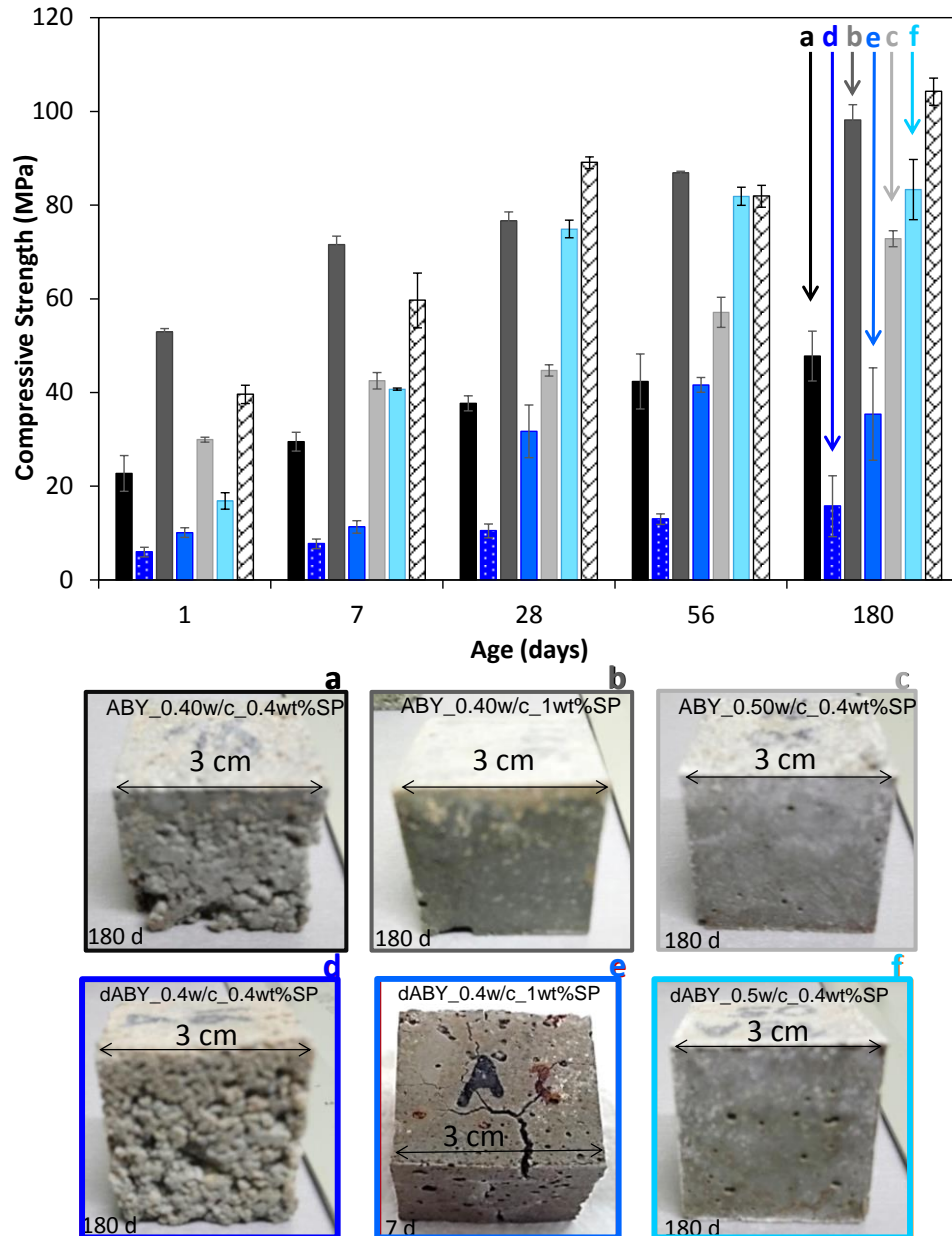 120
100
80
60
40
20
0
Compressive Strength (MPa)
a d b e c f
1 7 28 56 180
Age (days)
a b c
ABY_0.40w/c_0.4wt%SP
3 cm
180 d
ABY_0.40w/c_1wt%SP
3 cm
180 d
ABY_0.50w/c_0.4wt%SP
3 cm
180 d
d e f
dABY_0.4w/c_0.4wt%SP
3 cm
180 d
dABY_0.4w/c_1wt%SP
A
3 cm
7 d
dABY_0.5w/c_0.4wt%SP
3 cm
180 d